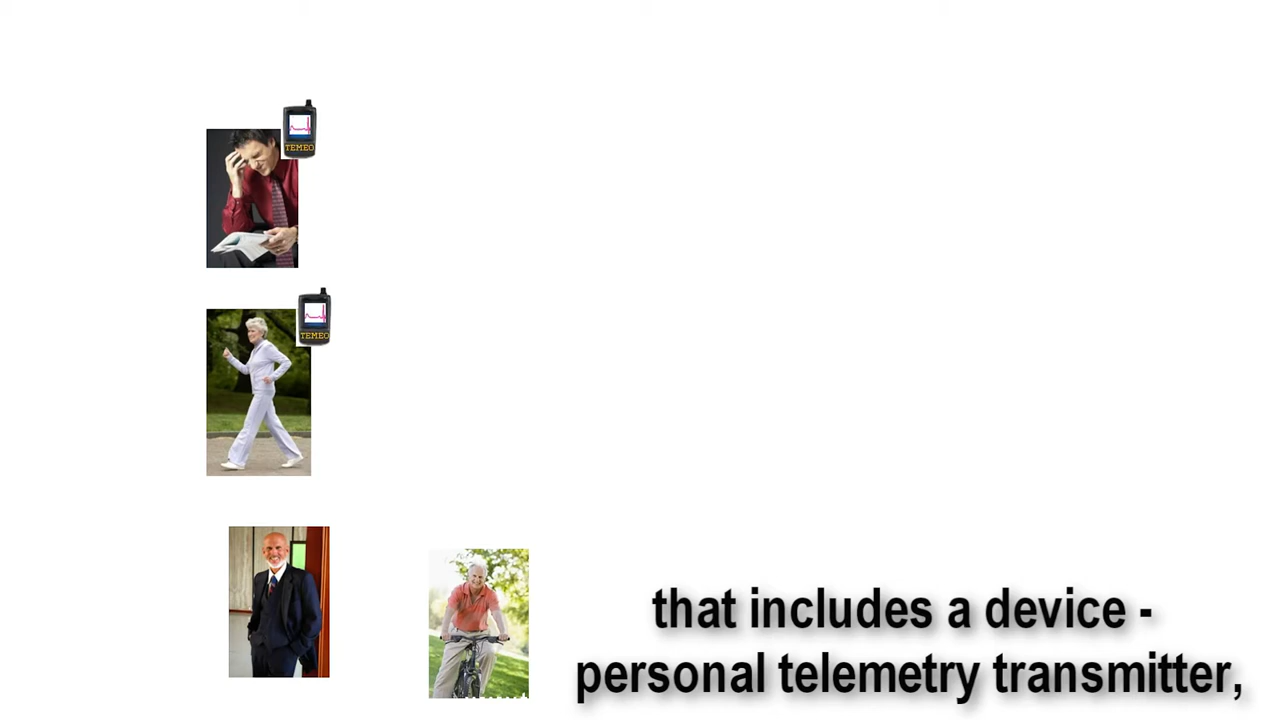 TEMEO
TEMEO
that includes a device -
personal telemetry transmitter,